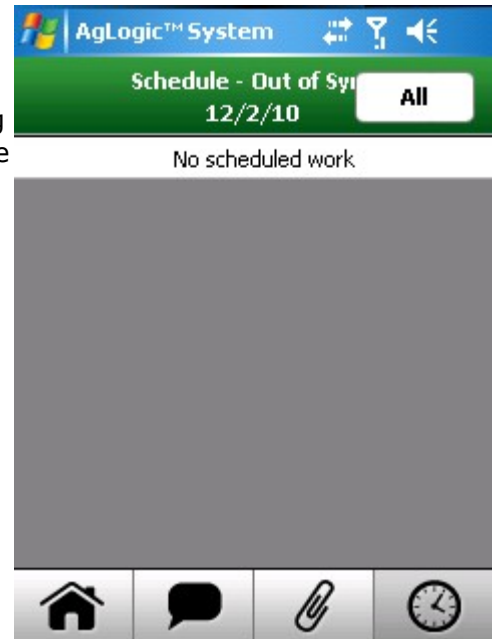 AgLogic™ System
Schedule - Out of Sy
12/2/10
All
No scheduled work